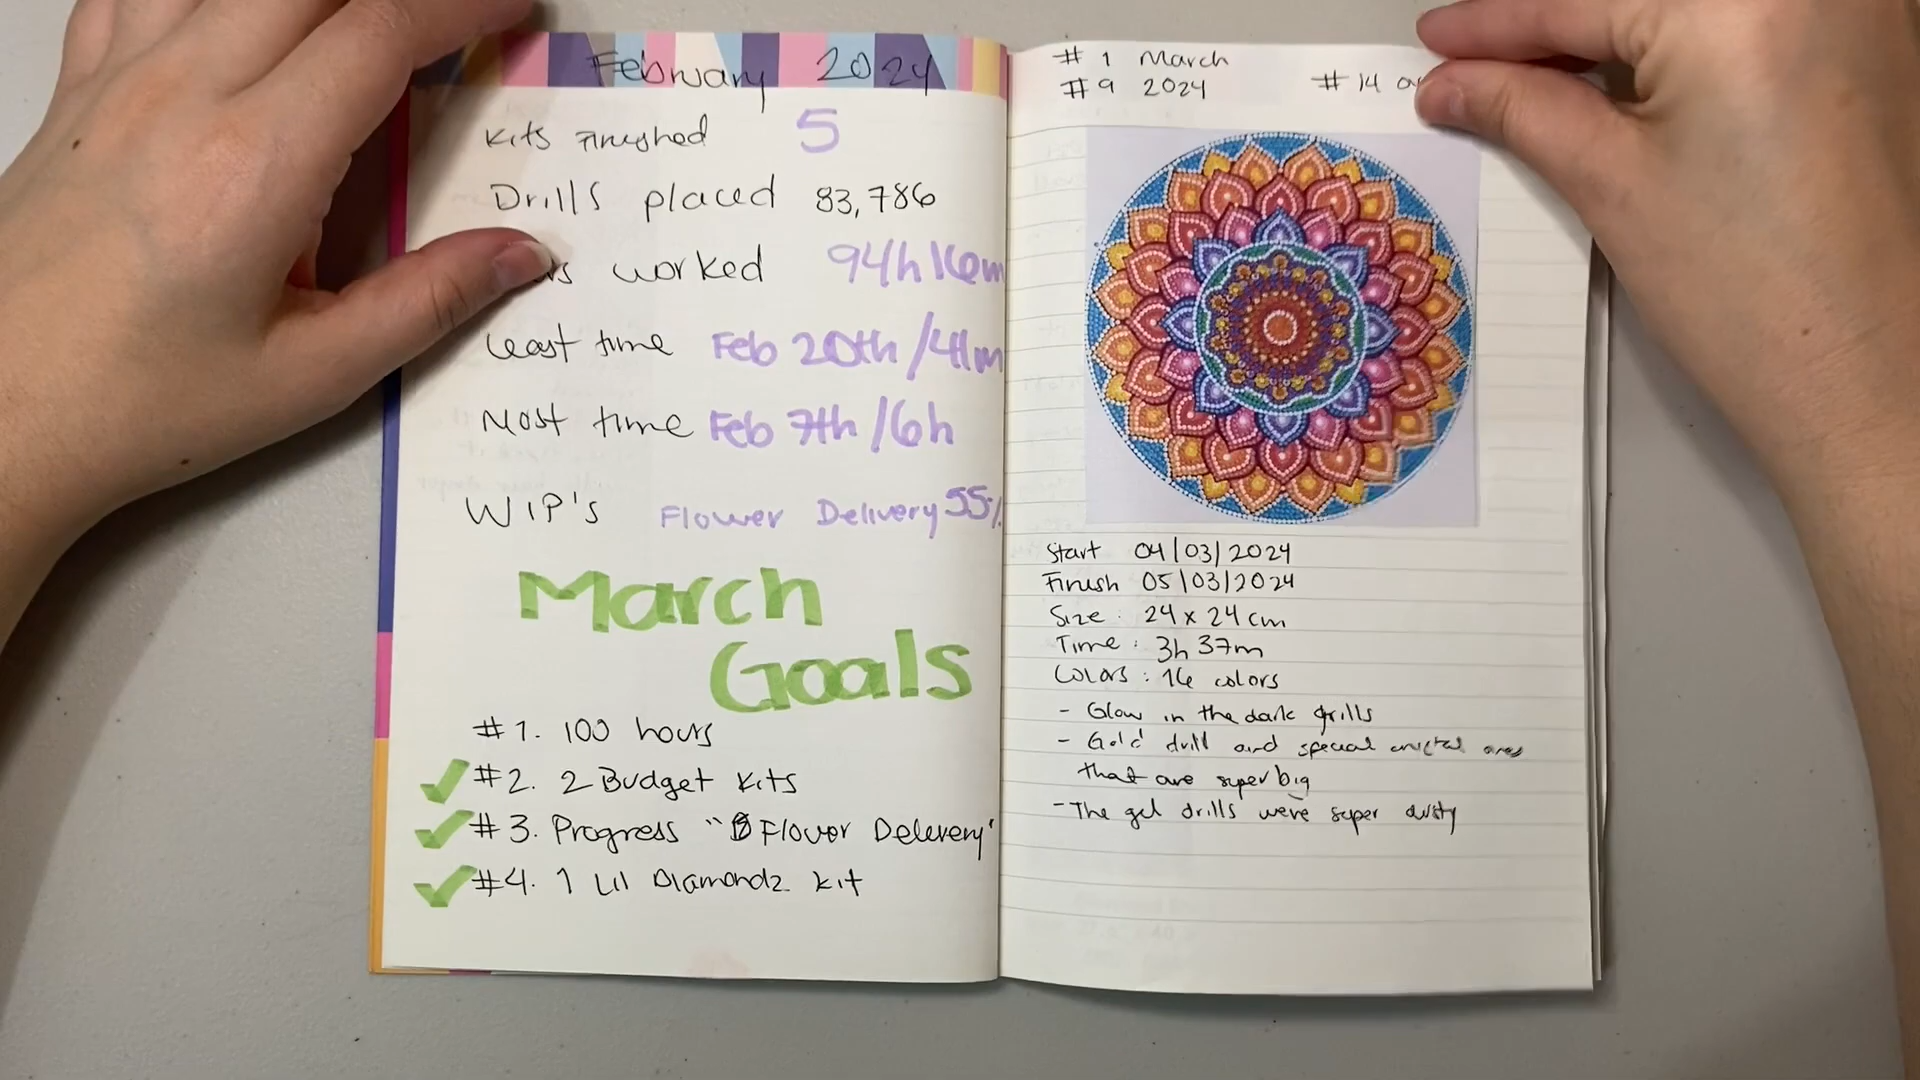 February 2024
Kits Finished 5
Drills placed 83,786
worked 94h 16m
Least time Feb 20th /41m
Most time Feb 7th /6h
WIP's Flower Delivery 55%
March
Goals
#1. 100 hours
#2. 2 Budget Kits
#3. Progress "Flover Delevery"
#4. 1 Lil Diamondz Kit
#1 March
#9 2024 #14
Start 04/03/2024
Finish 05/03/2024
Size: 24 x 24 cm
Time: 3h 37m
Colors: 16 colors
- Glow in the dark drills
- Gold drill and special ones
that are super big
- The gel drills were super dusty